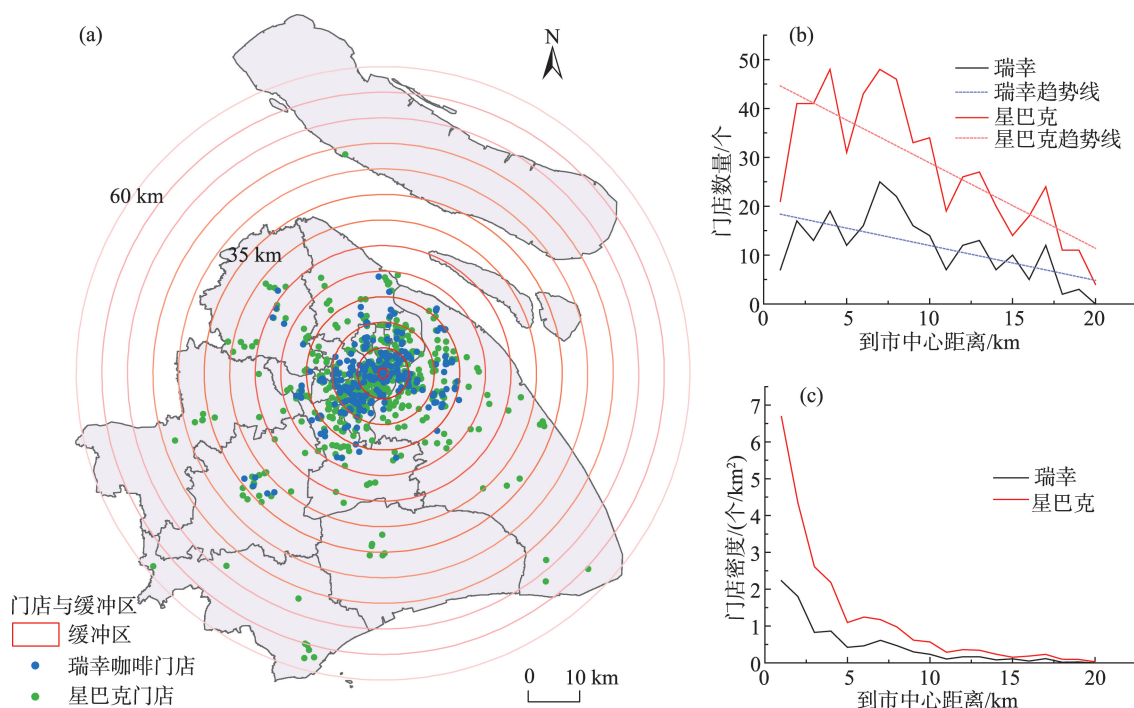 (a)
N
60 km
35 km
门店与缓冲区
缓冲区
瑞幸咖啡门店
星巴克门店
0 10 km
(b)
瑞幸
瑞幸趋势线
星巴克
星巴克趋势线
门店数量/个
50
40
30
20
10
0
0 5 10 15 20
到市中心距离/km
(c)
瑞幸
星巴克
门店密度/(个/km²)
7
6
5
4
3
2
1
0
0 5 10 15 20
到市中心距离/km